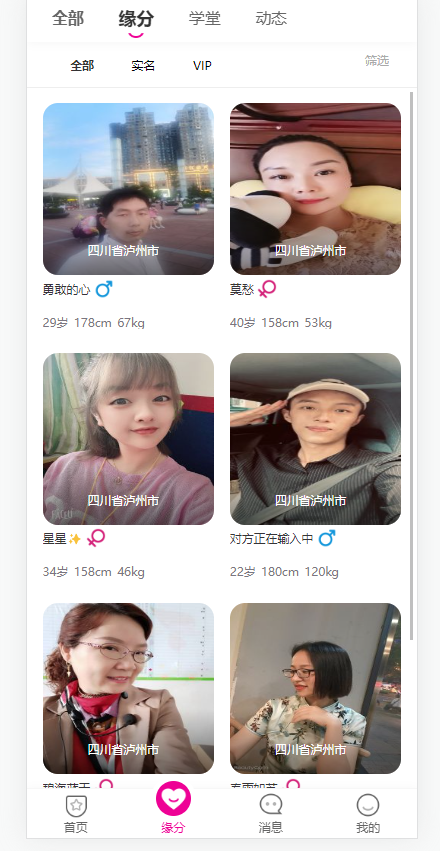 全部 缘分 学堂 动态
全部 实名 VIP 筛选
四川省泸州市 四川省泸州市
勇敢的心 莫愁
29岁 178cm 67kg 40岁 158cm 53kg
四川省泸州市 四川省泸州市
星星✨ 对方正在输入中
34岁 158cm 46kg 22岁 180cm 120kg
四川省泸州市 四川省泸州市
首页 缘分 消息 我的